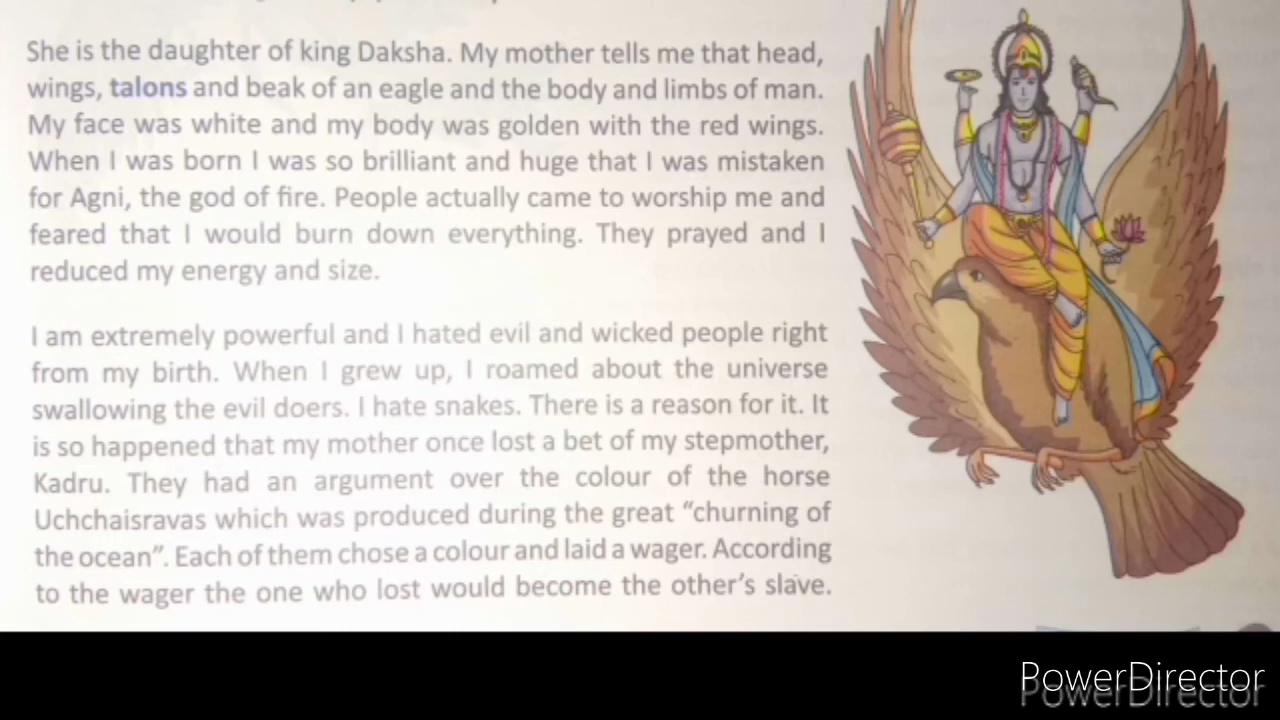 She is the daughter of king Daksha. My mother tells me that head,
wings, talons and beak of an eagle and the body and limbs of man.
My face was white and my body was golden with the red wings.
When I was born I was so brilliant and huge that I was mistaken
for Agni, the god of fire. People actually came to worship me and
feared that I would burn down everything. They prayed and I
reduced my energy and size.
I am extremely powerful and I hated evil and wicked people right
from my birth. When I grew up, I roamed about the universe
swallowing the evil doers. I hate snakes. There is a reason for it. It
is so happened that my mother once lost a bet of my stepmother,
Kadru. They had an argument over the colour of the horse
Uchchaisravas which was produced during the great “churning of
the ocean”. Each of them chose a colour and laid a wager. According
to the wager the one who lost would become the other’s slave.
PowerDirector